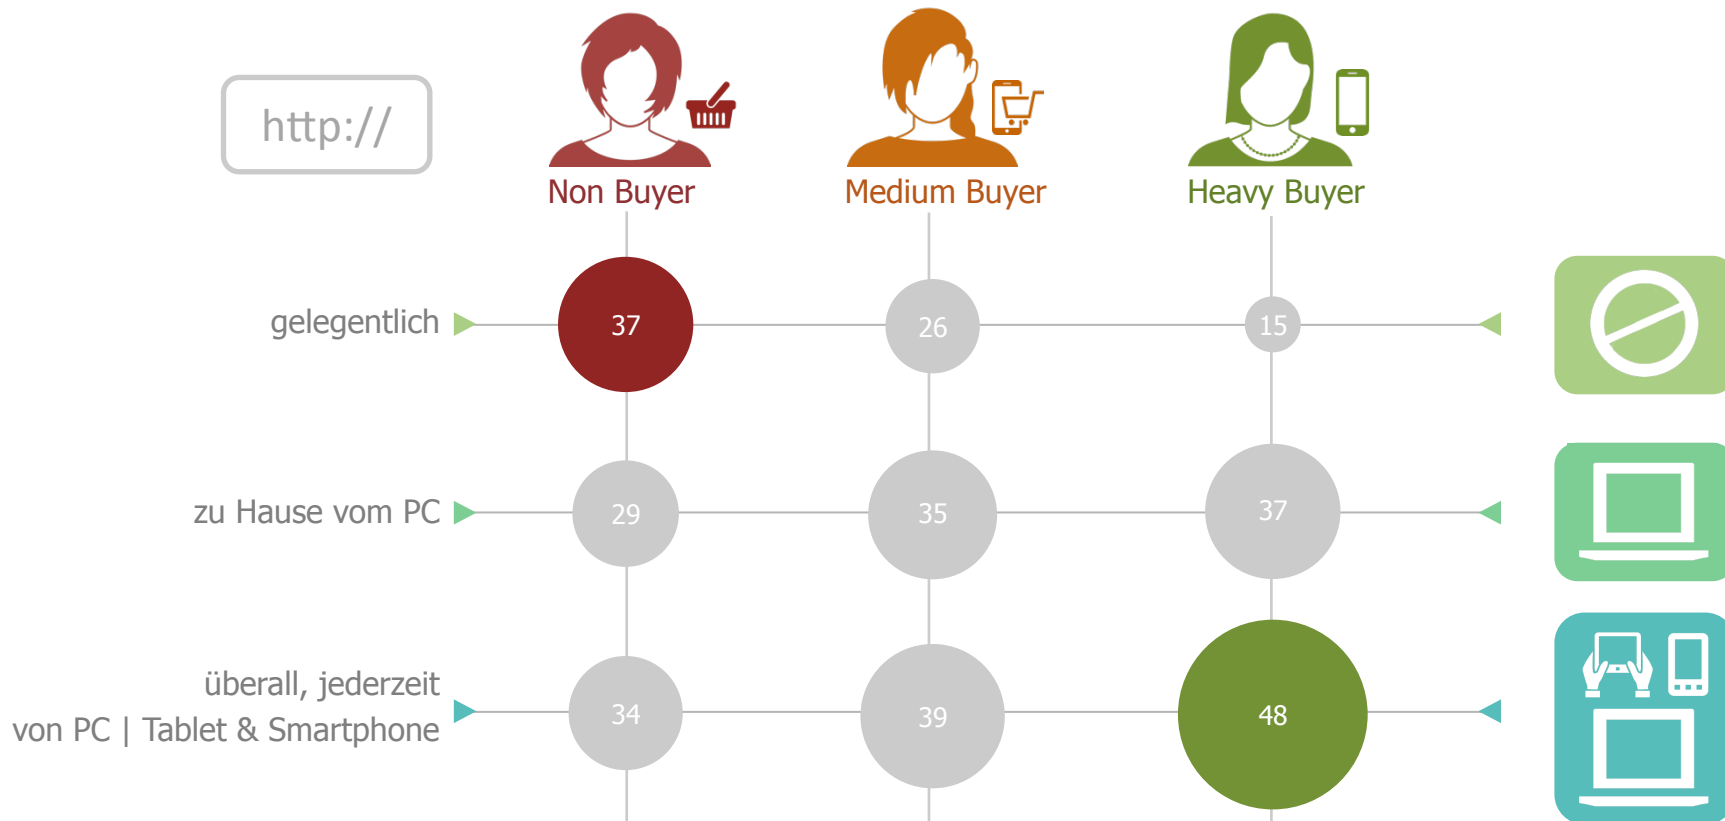 http://
Non Buyer
Medium Buyer
Heavy Buyer
gelegentlich
37
26
15
zu Hause vom PC
29
35
37
überall, jederzeit
von PC | Tablet & Smartphone
34
39
48